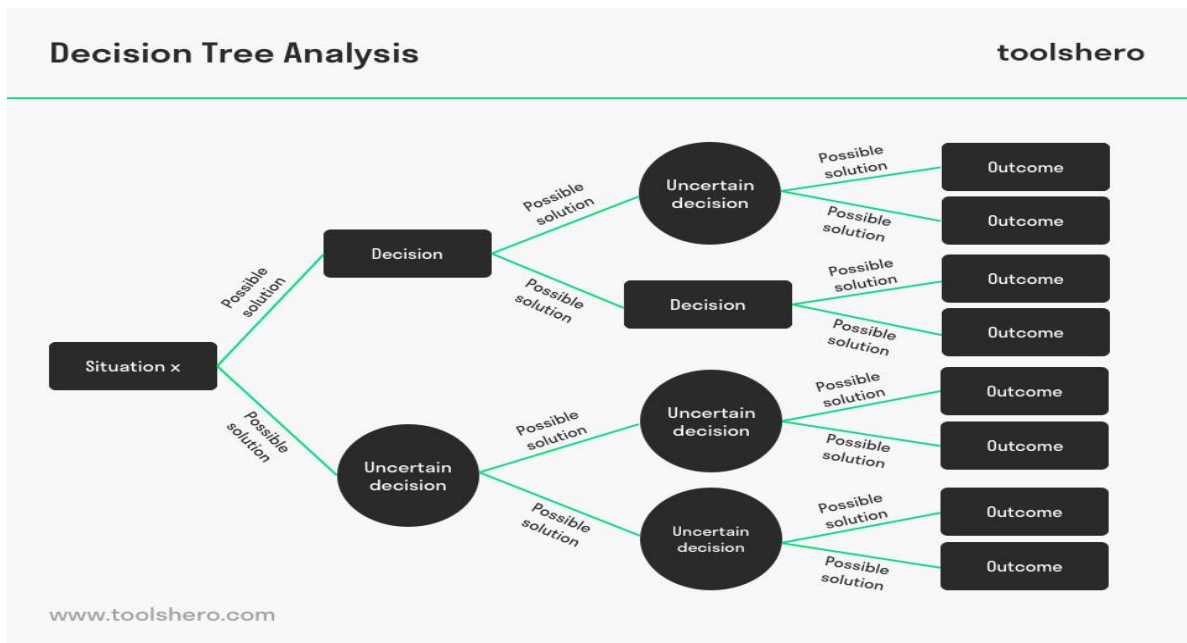 Decision Tree Analysis
toolshero
Situation x
Possible
solution
Possible
solution
Decision
Uncertain
decision
Possible
solution
Possible
solution
Possible
solution
Possible
solution
Uncertain
decision
Decision
Uncertain
decision
Uncertain
decision
Possible
solution
Possible
solution
Possible
solution
Possible
solution
Possible
solution
Possible
solution
Possible
solution
Possible
solution
Outcome
Outcome
Outcome
Outcome
Outcome
Outcome
Outcome
Outcome
www.toolshero.com